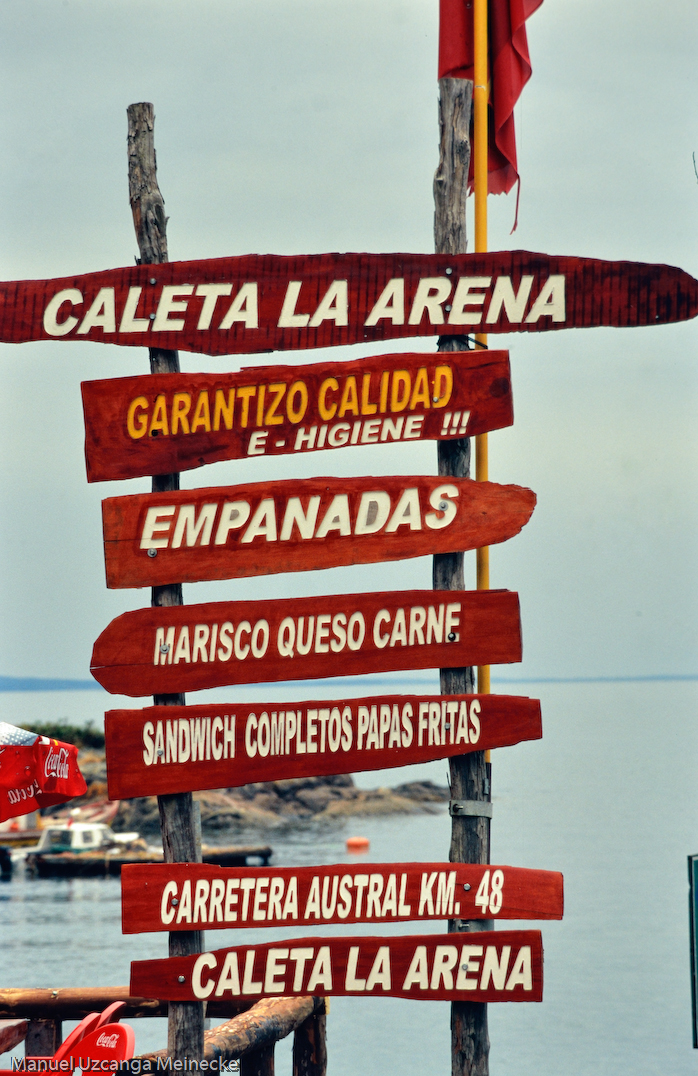 CALETA LA ARENA
GARANTIZO CALIDAD
E - HIGIENE !!!
EMPANADAS
MARISCO QUESO CARNE
SANDWICH COMPLETOS PAPAS FRITAS
Coca-Cola
CARRETERA AUSTRAL KM. 48
CALETA LA ARENA
Coca-Cola
Manuel Uzcanga Meinecke